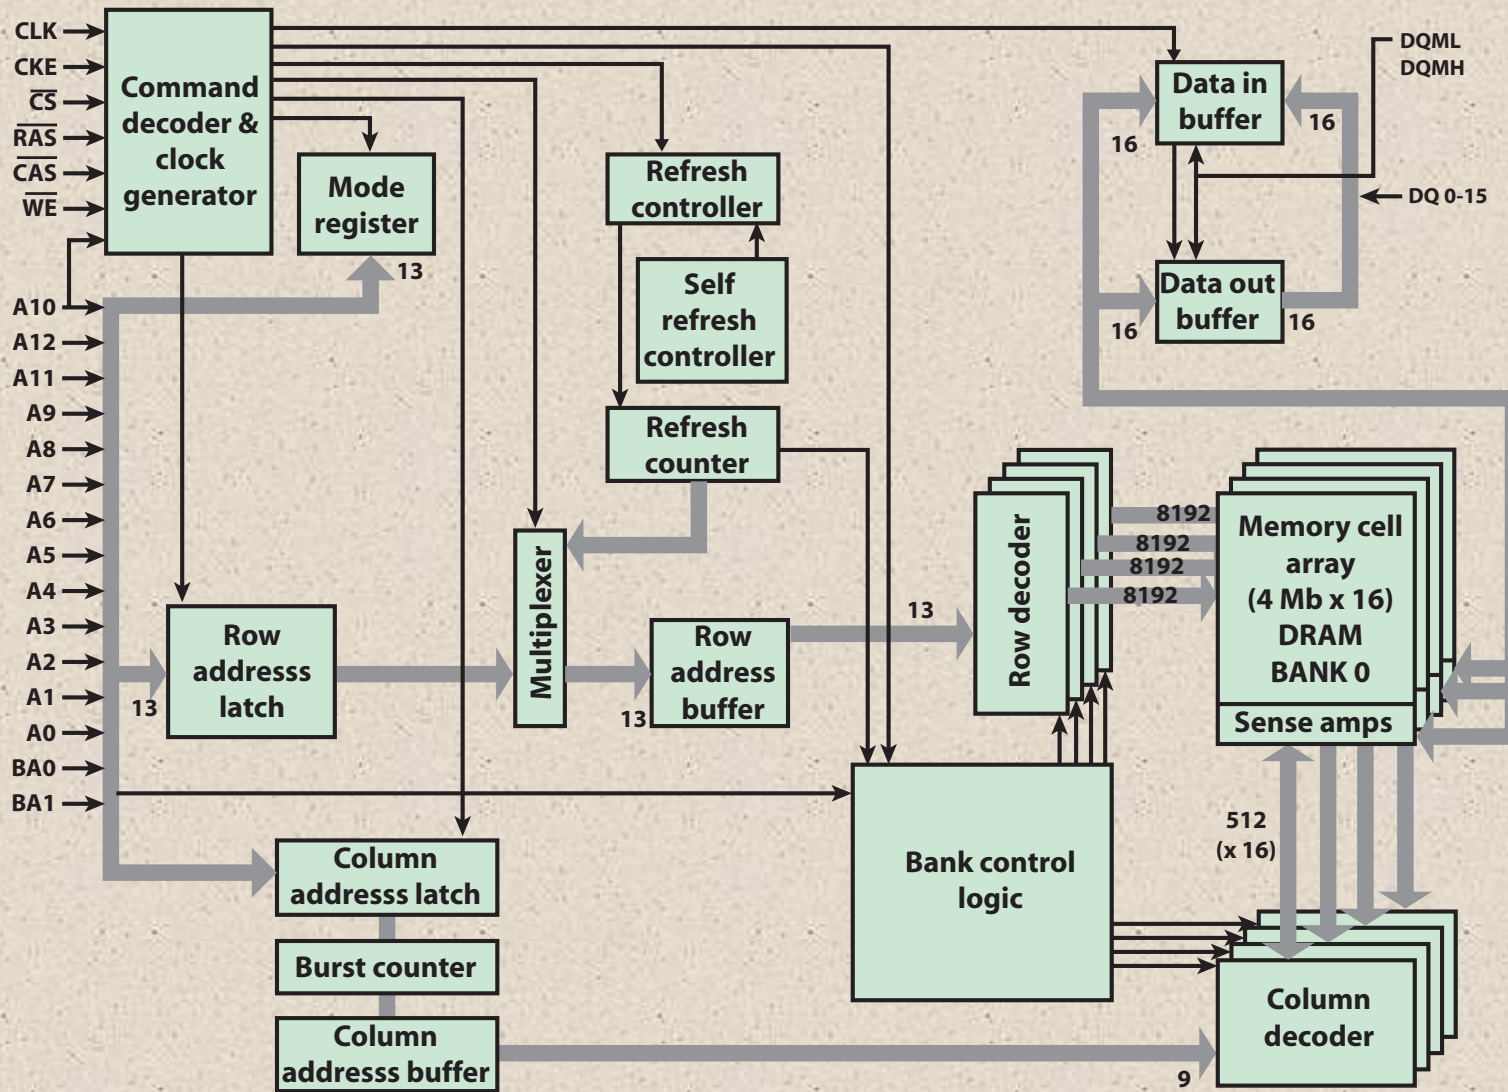 CLK
CKE
CS
RAS
CAS
WE
A10
A12
A11
A9
A8
A7
A6
A5
A4
A3
A2
A1
A0
BA0
BA1
Command
decoder &
clock
generator
Mode
register
13
Refresh
controller
Self
refresh
controller
Refresh
counter
Data in
buffer
16
16
DQML
DQMH
DQ 0-15
Data out
buffer
16
16
Row
addresss
latch
13
Multiplexer
Row
address
buffer
13
13
Row decoder
8192
8192
8192
8192
Memory cell
array
(4 Mb x 16)
DRAM
BANK 0
Sense amps
512
(x 16)
Bank control
logic
Column
addresss latch
Burst counter
Column
addresss buffer
9
Column
decoder